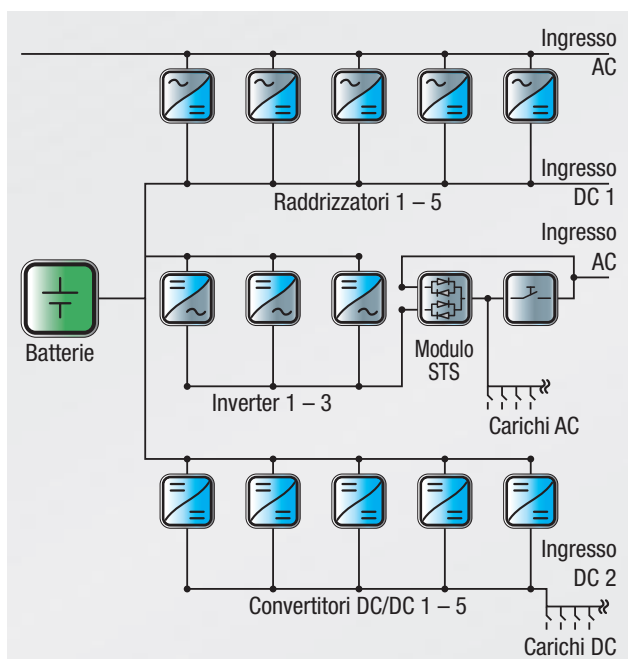 Ingresso
AC
Ingresso
DC 1
Raddrizzatori 1 – 5
Ingresso
AC
Batterie
Modulo
STS
Inverter 1 – 3
Carichi AC
Ingresso
DC 2
Convertitori DC/DC 1 – 5
Carichi DC